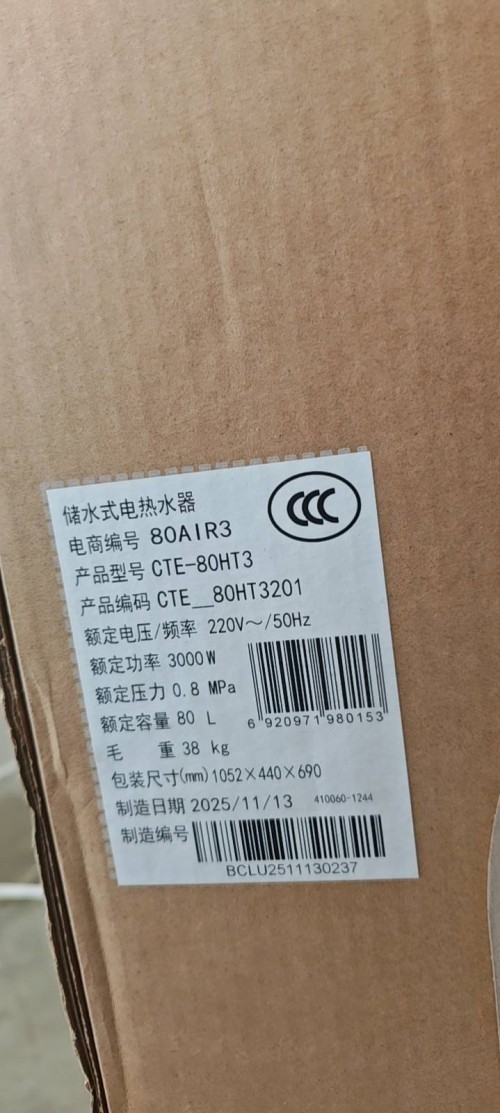 储水式电热水器
CCC
电商编号 80AIR3
产品型号 CTE-80HT3
产品编码 CTE__80HT3201
额定电压/频率 220V～/50Hz
额定功率 3000W
额定压力 0.8 MPa
额定容量 80 L
6 920971 980153
毛 重 38 kg
包装尺寸(mm) 1052×440×690
制造日期 2025/11/13 410060-1244
制造编号
BCLU2511130237